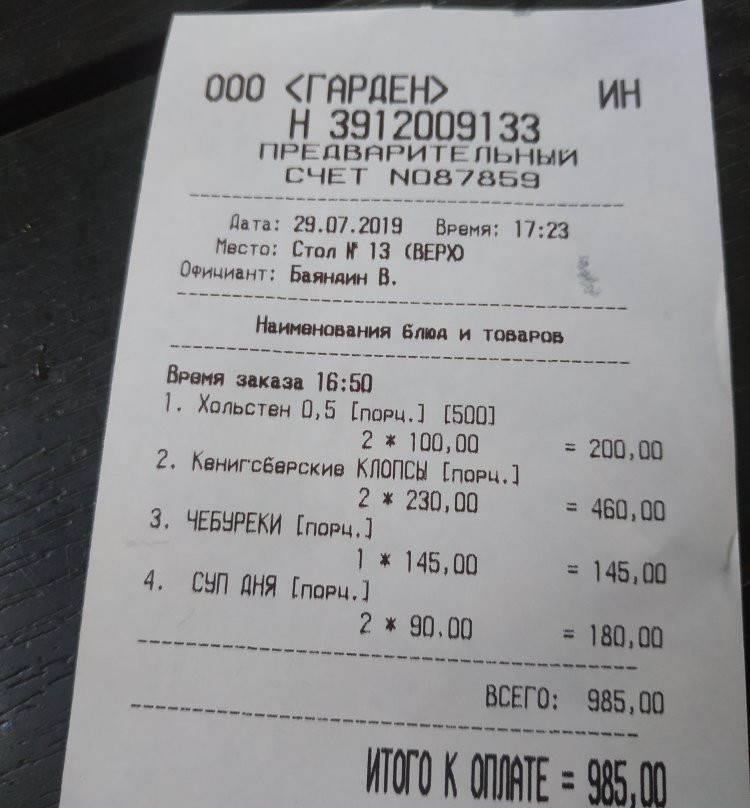 ООО <ГАРДЕН> ИН
Н 3912009133
ПРЕДВАРИТЕЛЬНЫЙ
СЧЕТ N087859
Дата: 29.07.2019 Время: 17:23
Место: Стол № 13 (ВЕРХ)
Официант: Баяндин В.
Наименования блюд и товаров
Время заказа 16:50
1. Хольстен 0,5 [порц.] [500]
2 * 100,00 = 200,00
2. Кенигсберские КЛОПСЫ [порц.]
2 * 230,00 = 460,00
3. ЧЕБУРЕКИ [порц.]
1 * 145,00 = 145,00
4. СУП ДНЯ [порц.]
2 * 90.00 = 180,00
ВСЕГО: 985,00
ИТОГО К ОПЛАТЕ = 985,00